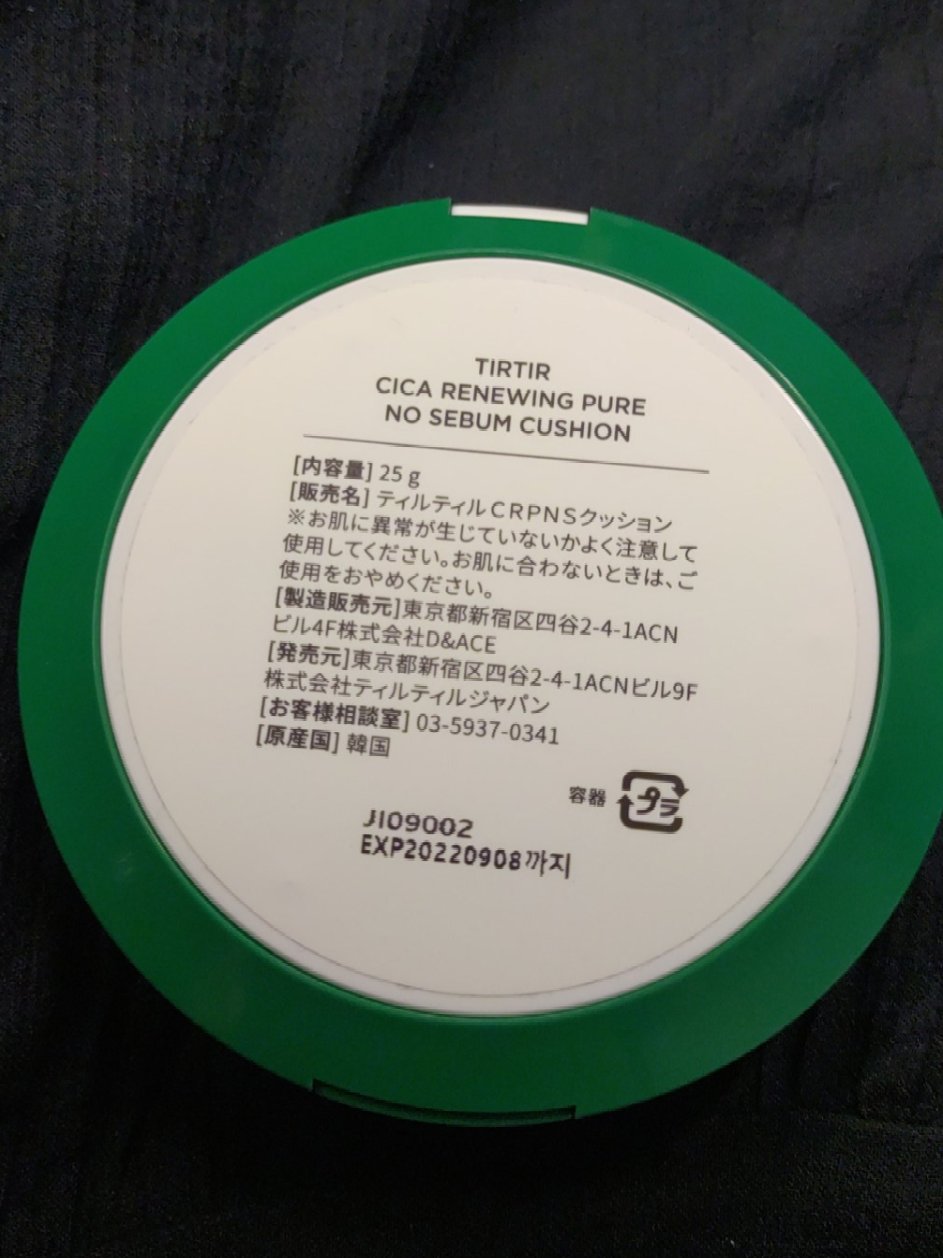 TIRTIR
CICA RENEWING PURE
NO SEBUM CUSHION
[内容量] 25 g
[販売名] ティルティルCRPNSクッション
※お肌に異常が生じていないかよく注意して
使用してください。お肌に合わないときは、ご
使用をおやめください。
[製造販売元]東京都新宿区四谷2-4-1ACN
ビル4F株式会社D&ACE
[発売元]東京都新宿区四谷2-4-1ACNビル9F
株式会社ティルティルジャパン
[お客様相談室] 03-5937-0341
[原産国] 韓国
容器 プラ
JI09002
EXP20220908까지